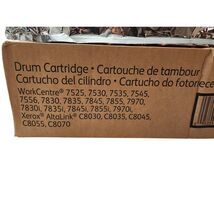 Drum Cartridge • Cartouche de tambour
Cartucho del cilindro • Cartucho do fotorece
WorkCentre® 7525, 7530, 7535, 7545,
7556, 7830, 7835, 7845, 7855, 7970,
7830i, 7835i, 7845i, 7855i, 7970i,
Xerox® AltaLink® C8030, C8035, C8045,
C8055, C8070